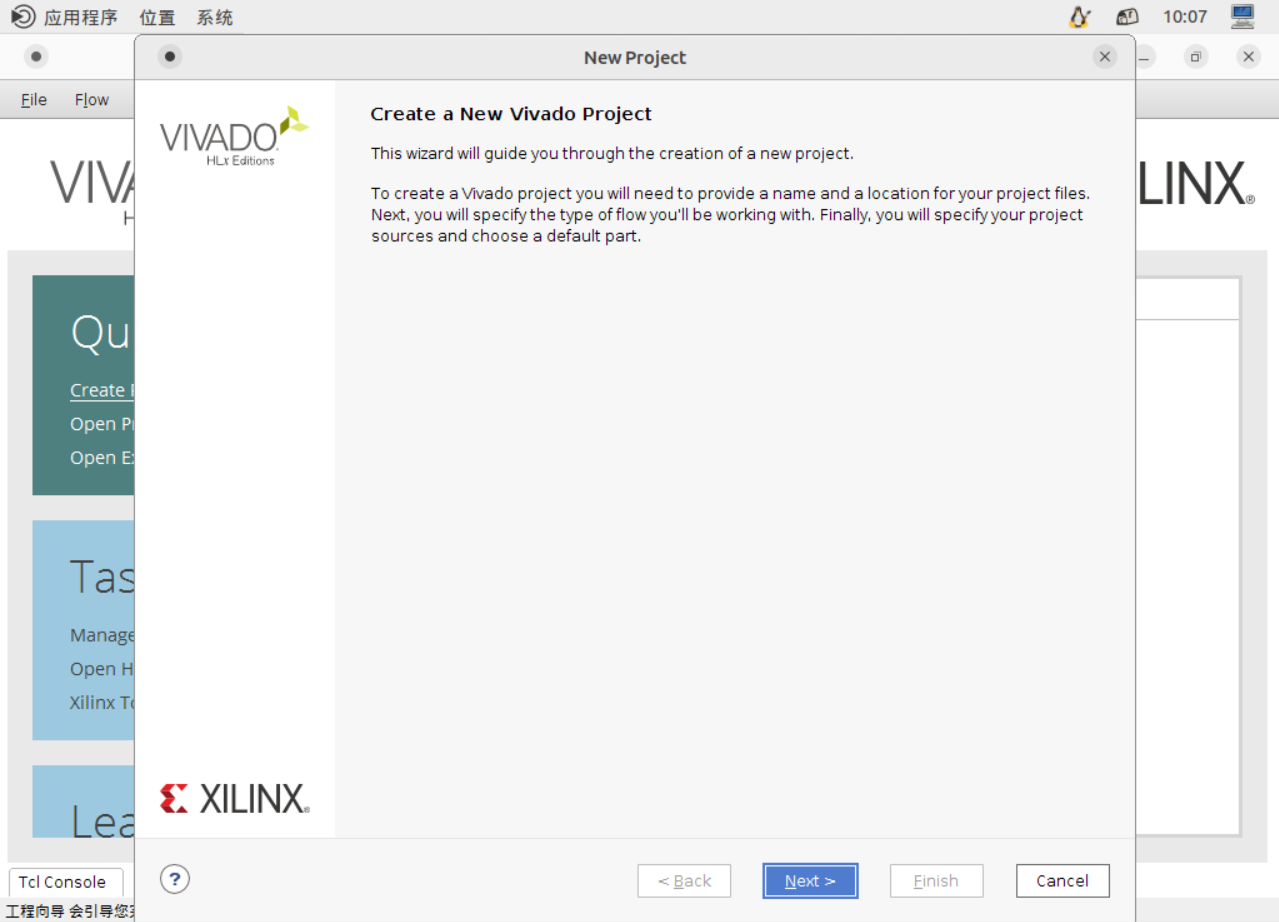 应用程序 位置 系统 10:07
New Project
File Flow
VIVADO
HLx Editions
Create a New Vivado Project
This wizard will guide you through the creation of a new project.
To create a Vivado project you will need to provide a name and a location for your project files.
Next, you will specify the type of flow you'll be working with. Finally, you will specify your project
sources and choose a default part.
VIVA
H
LINX®
Qu
Create
Open P
Open E
Tas
Manage
Open H
Xilinx To
Lea
XILINX®
Tcl Console
? < Back Next > Finish Cancel
工程向导 会引导您